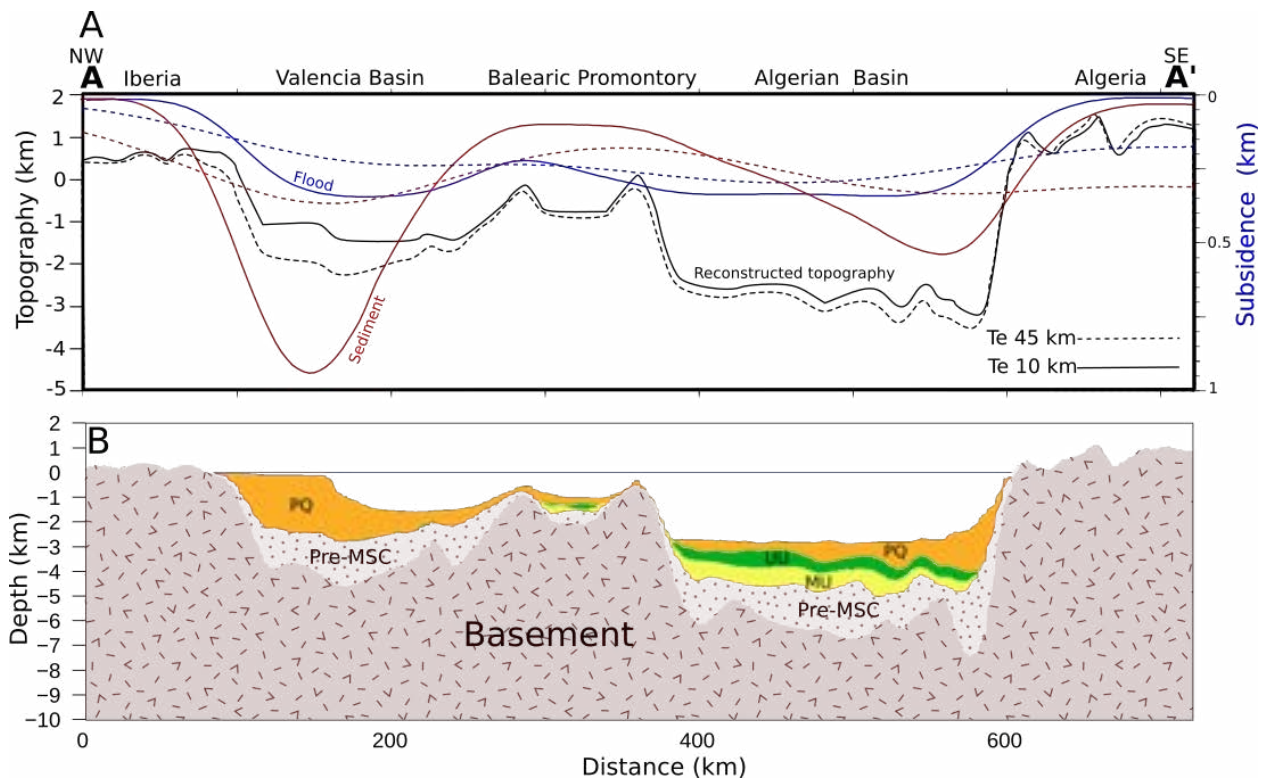 A
NW
SE
A Iberia Valencia Basin Balearic Promontory Algerian Basin Algeria A'
2
1
0
-1
-2
-3
-4
-5
Topography (km)
0
-0.5
1
Subsidence (km)
Flood
Sediment
Reconstructed topography
Te 45 km
Te 10 km
B
2
1
0
−1
−2
−3
−4
−5
−6
−7
−8
−9
−10
Depth (km)
PQ
Pre-MSC
UU
PQ
MU
Pre-MSC
Basement
0 200 400 600
Distance (km)